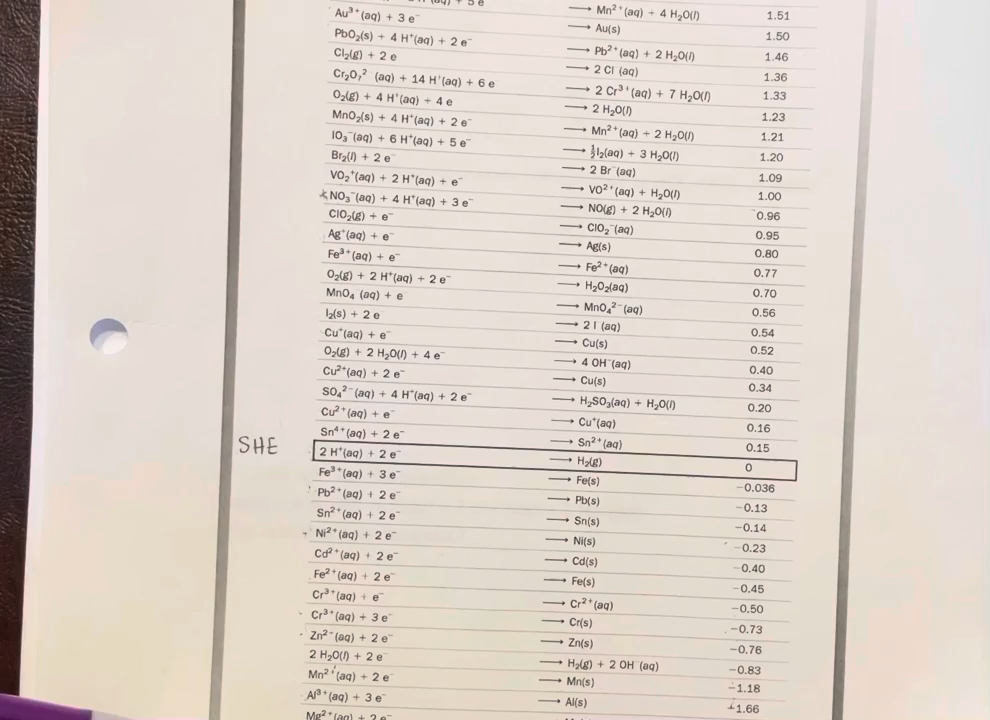 5 e → Mn²⁺(aq) + 4 H₂O(l) 1.51
Au³⁺(aq) + 3 e⁻ → Au(s) 1.50
PbO₂(s) + 4 H⁺(aq) + 2 e⁻ → Pb²⁺(aq) + 2 H₂O(l) 1.46
Cl₂(g) + 2 e → 2 Cl (aq) 1.36
Cr₂O₇² (aq) + 14 H⁺(aq) + 6 e → 2 Cr³⁺(aq) + 7 H₂O(l) 1.33
O₂(g) + 4 H⁺(aq) + 4 e → 2 H₂O(l) 1.23
MnO₂(s) + 4 H⁺(aq) + 2 e⁻ → Mn²⁺(aq) + 2 H₂O(l) 1.21
IO₃⁻(aq) + 6 H⁺(aq) + 5 e⁻ → ½I₂(aq) + 3 H₂O(l) 1.20
Br₂(l) + 2 e⁻ → 2 Br⁻(aq) 1.09
VO₂⁺(aq) + 2 H⁺(aq) + e⁻ → VO²⁺(aq) + H₂O(l) 1.00
*NO₃⁻(aq) + 4 H⁺(aq) + 3 e⁻ → NO(g) + 2 H₂O(l) 0.96
ClO₂(g) + e⁻ → ClO₂⁻(aq) 0.95
Ag⁺(aq) + e⁻ → Ag(s) 0.80
Fe³⁺(aq) + e⁻ → Fe²⁺(aq) 0.77
O₂(g) + 2 H⁺(aq) + 2 e⁻ → H₂O₂(aq) 0.70
MnO₄ (aq) + e → MnO₄²⁻(aq) 0.56
I₂(s) + 2 e → 2 I (aq) 0.54
Cu⁺(aq) + e⁻ → Cu(s) 0.52
O₂(g) + 2 H₂O(l) + 4 e⁻ → 4 OH⁻(aq) 0.40
Cu²⁺(aq) + 2 e⁻ → Cu(s) 0.34
SO₄²⁻(aq) + 4 H⁺(aq) + 2 e⁻ → H₂SO₃(aq) + H₂O(l) 0.20
Cu²⁺(aq) + e⁻ → Cu⁺(aq) 0.16
Sn⁴⁺(aq) + 2 e⁻ → Sn²⁺(aq) 0.15
SHE 2 H⁺(aq) + 2 e⁻ → H₂(g) 0
Fe³⁺(aq) + 3 e⁻ → Fe(s) −0.036
Pb²⁺(aq) + 2 e⁻ → Pb(s) −0.13
Sn²⁺(aq) + 2 e⁻ → Sn(s) −0.14
Ni²⁺(aq) + 2 e⁻ → Ni(s) −0.23
Cd²⁺(aq) + 2 e⁻ → Cd(s) −0.40
Fe²⁺(aq) + 2 e⁻ → Fe(s) −0.45
Cr³⁺(aq) + e⁻ → Cr²⁺(aq) −0.50
Cr³⁺(aq) + 3 e⁻ → Cr(s) −0.73
Zn²⁺(aq) + 2 e⁻ → Zn(s) −0.76
2 H₂O(l) + 2 e⁻ → H₂(g) + 2 OH (aq) −0.83
Mn²⁺(aq) + 2 e⁻ → Mn(s) −1.18
Al³⁺(aq) + 3 e⁻ → Al(s) −1.66
Mg²⁺(aq) + 2 e⁻